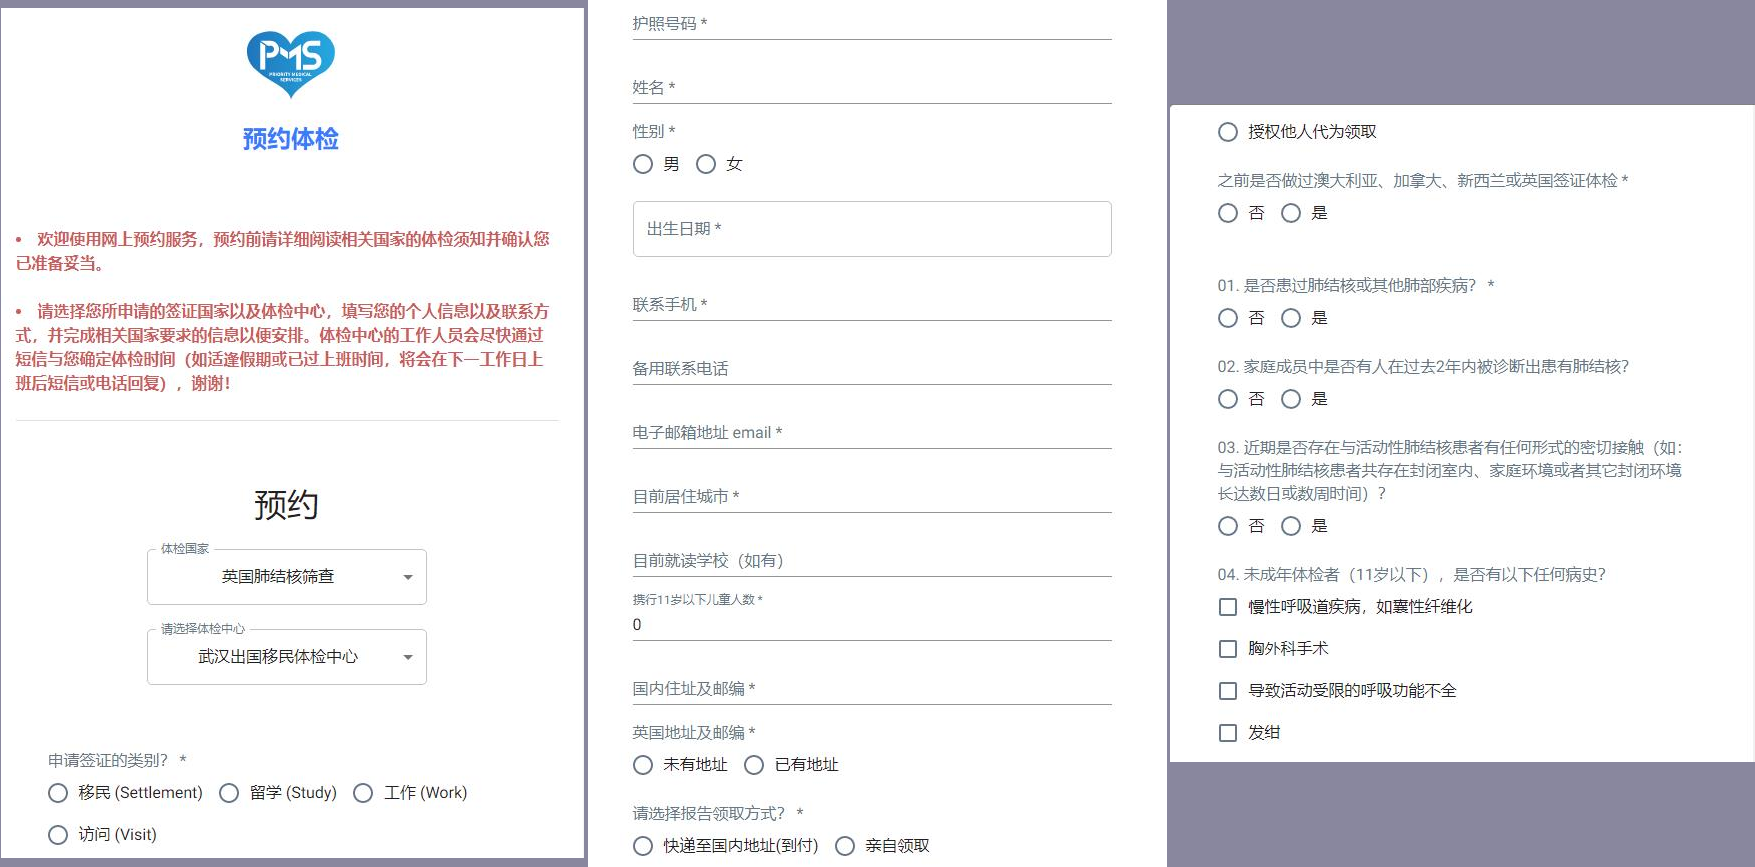 PMS
PRIORITY MEDICAL
SERVICES
预约体检
• 欢迎使用网上预约服务，预约前请详细阅读相关国家的体检须知并确认您
已准备妥当。
• 请选择您所申请的签证国家以及体检中心，填写您的个人信息以及联系方
式，并完成相关国家要求的信息以便安排。体检中心的工作人员会尽快通过
短信与您确定体检时间（如适逢假期或已过上班时间，将会在下一工作日上
班后短信或电话回复），谢谢！
预约
体检国家
英国肺结核筛查
请选择体检中心
武汉出国移民体检中心
申请签证的类别？ *
移民 (Settlement) 留学 (Study) 工作 (Work)
访问 (Visit)
护照号码 *
姓名 *
性别 *
男 女
出生日期 *
联系手机 *
备用联系电话
电子邮箱地址 email *
目前居住城市 *
目前就读学校（如有）
携行11岁以下儿童人数 *
0
国内住址及邮编 *
英国地址及邮编 *
未有地址 已有地址
请选择报告领取方式？ *
快递至国内地址(到付) 亲自领取
授权他人代为领取
之前是否做过澳大利亚、加拿大、新西兰或英国签证体检 *
否 是
01. 是否患过肺结核或其他肺部疾病？ *
否 是
02. 家庭成员中是否有人在过去2年内被诊断出患有肺结核？
否 是
03. 近期是否存在与活动性肺结核患者有任何形式的密切接触（如：
与活动性肺结核患者共存在封闭室内、家庭环境或者其它封闭环境
长达数日或数周时间）？
否 是
04. 未成年体检者（11岁以下），是否有以下任何病史？
慢性呼吸道疾病，如囊性纤维化
胸外科手术
导致活动受限的呼吸功能不全
发绀